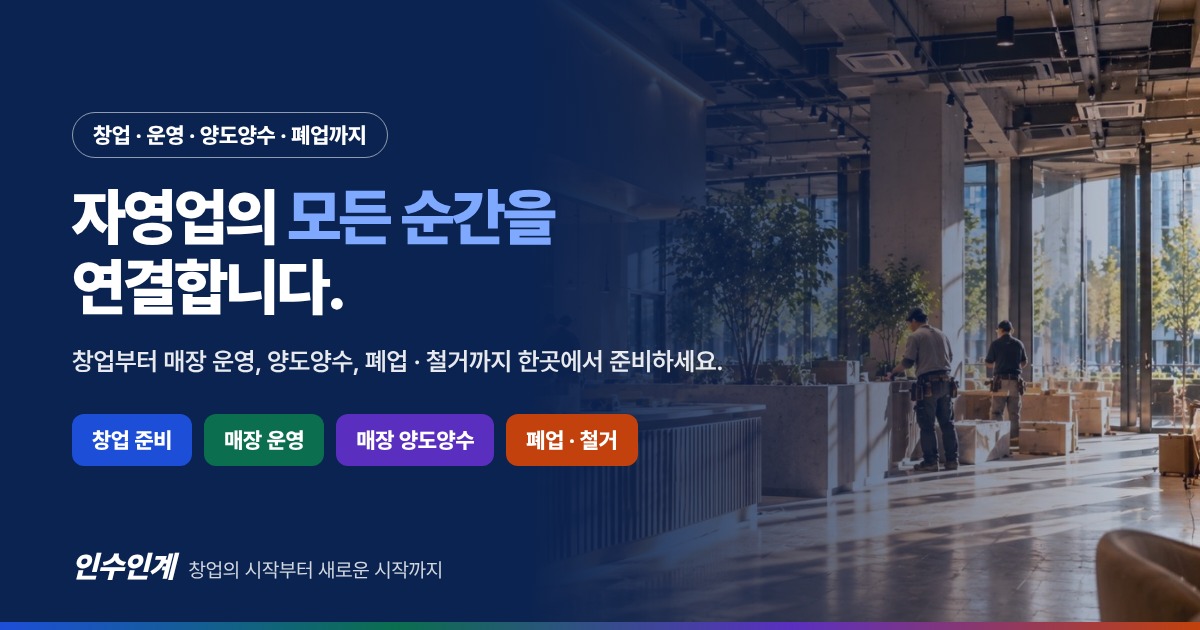 창업 · 운영 · 양도양수 · 폐업까지
자영업의 모든 순간을
연결합니다.
창업부터 매장 운영, 양도양수, 폐업 · 철거까지 한곳에서 준비하세요.
창업 준비 매장 운영 매장 양도양수 폐업 · 철거
인수인계 창업의 시작부터 새로운 시작까지